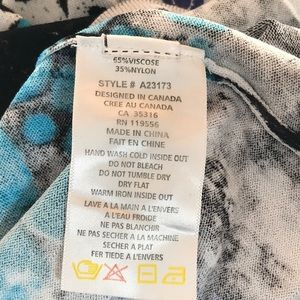 65%VISCOSE
35%NYLON
STYLE # A23173
DESIGNED IN CANADA
CREE AU CANADA
CA 35316
RN 119556
MADE IN CHINA
FAIT EN CHINE
HAND WASH COLD INSIDE OUT
DO NOT BLEACH
DO NOT TUMBLE DRY
DRY FLAT
WARM IRON INSIDE OUT
LAVE A LA MAIN A L'ENVERS
A L'EAU FROIDE
NE PAS BLANCHIR
NE PAS SECHER A LA MACHINE
SECHER A PLAT
FER TIEDE A L'ENVERS